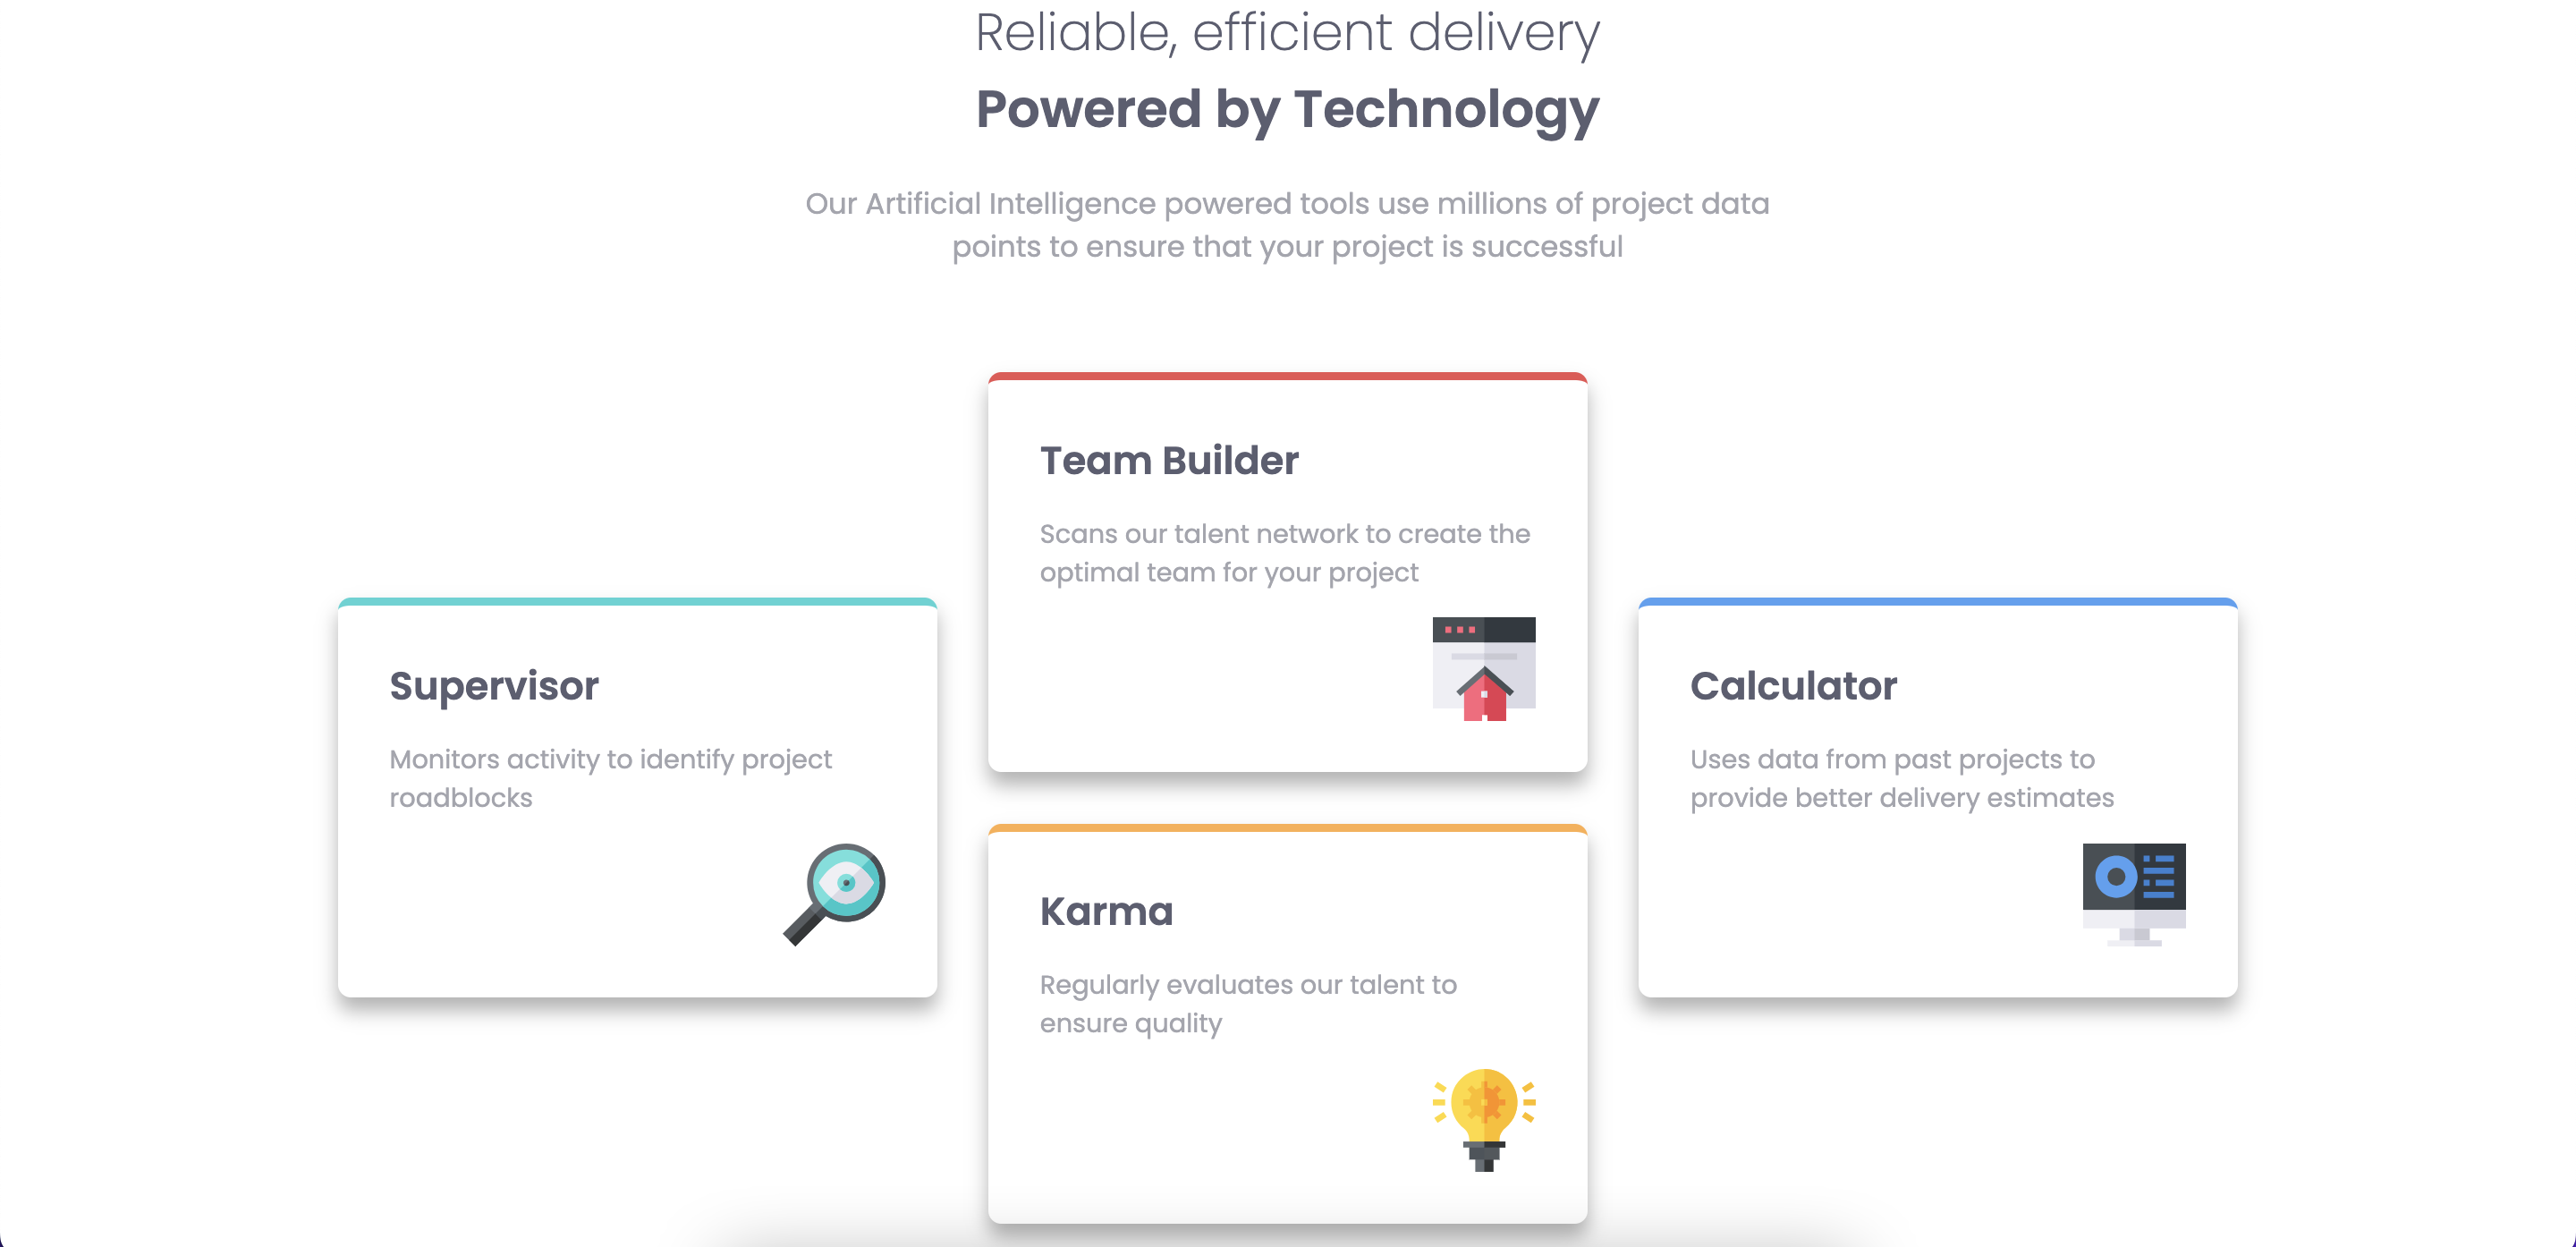 Reliable, efficient delivery
Powered by Technology
Our Artificial Intelligence powered tools use millions of project data
points to ensure that your project is successful
Team Builder
Scans our talent network to create the
optimal team for your project
Supervisor
Monitors activity to identify project
roadblocks
Calculator
Uses data from past projects to
provide better delivery estimates
Karma
Regularly evaluates our talent to
ensure quality